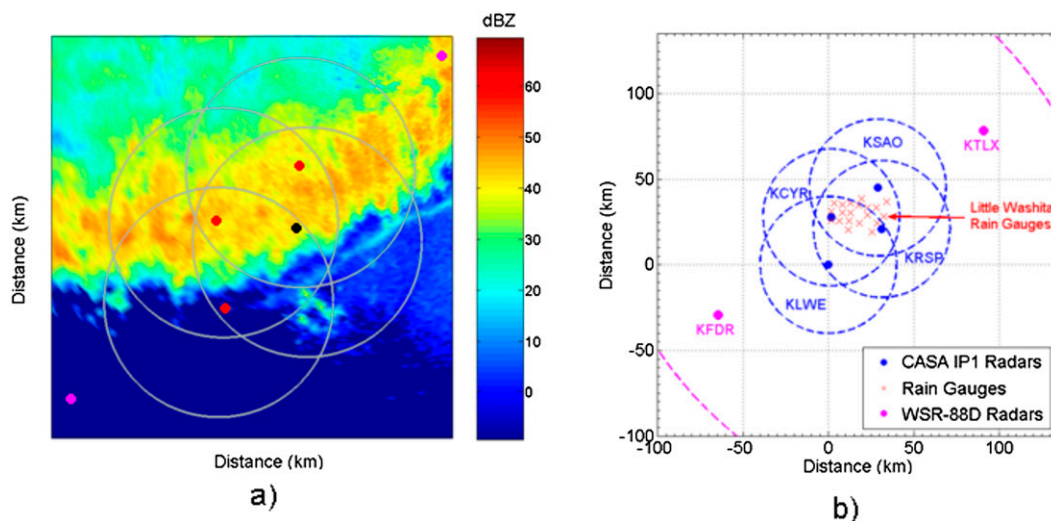 dBZ
60
50
40
30
20
10
0
Distance (km)
Distance (km)
a)
100
50
0
-50
-100
-100
-50
0
50
100
Distance (km)
Distance (km)
KSAO
KTLX
KCYR
Little Washita
Rain Gauges
KRSP
KLWE
KFDR
CASA IP1 Radars
Rain Gauges
WSR-88D Radars
b)